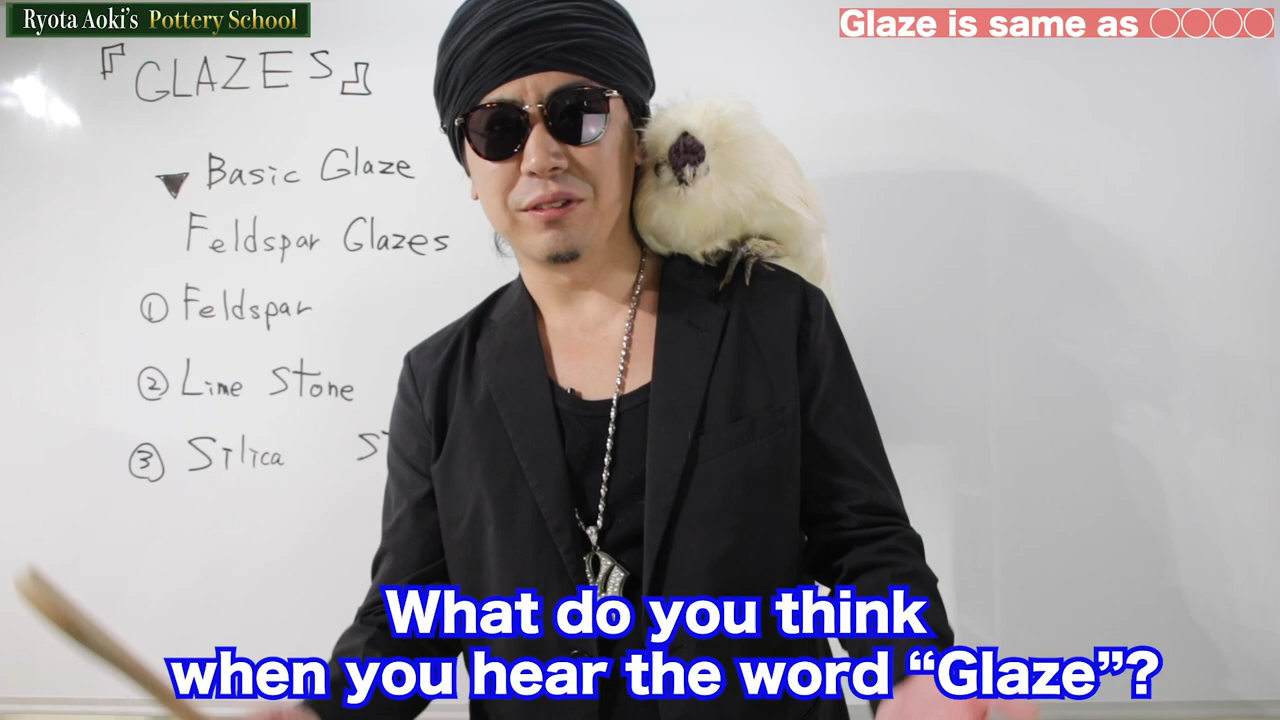 Ryota Aoki's Pottery School
Glaze is same as ○○○○
『GLAZES』
▼ Basic Glaze
Feldspar Glazes
① Feldspar
② Lime Stone
③ Silica
What do you think
when you hear the word “Glaze”?